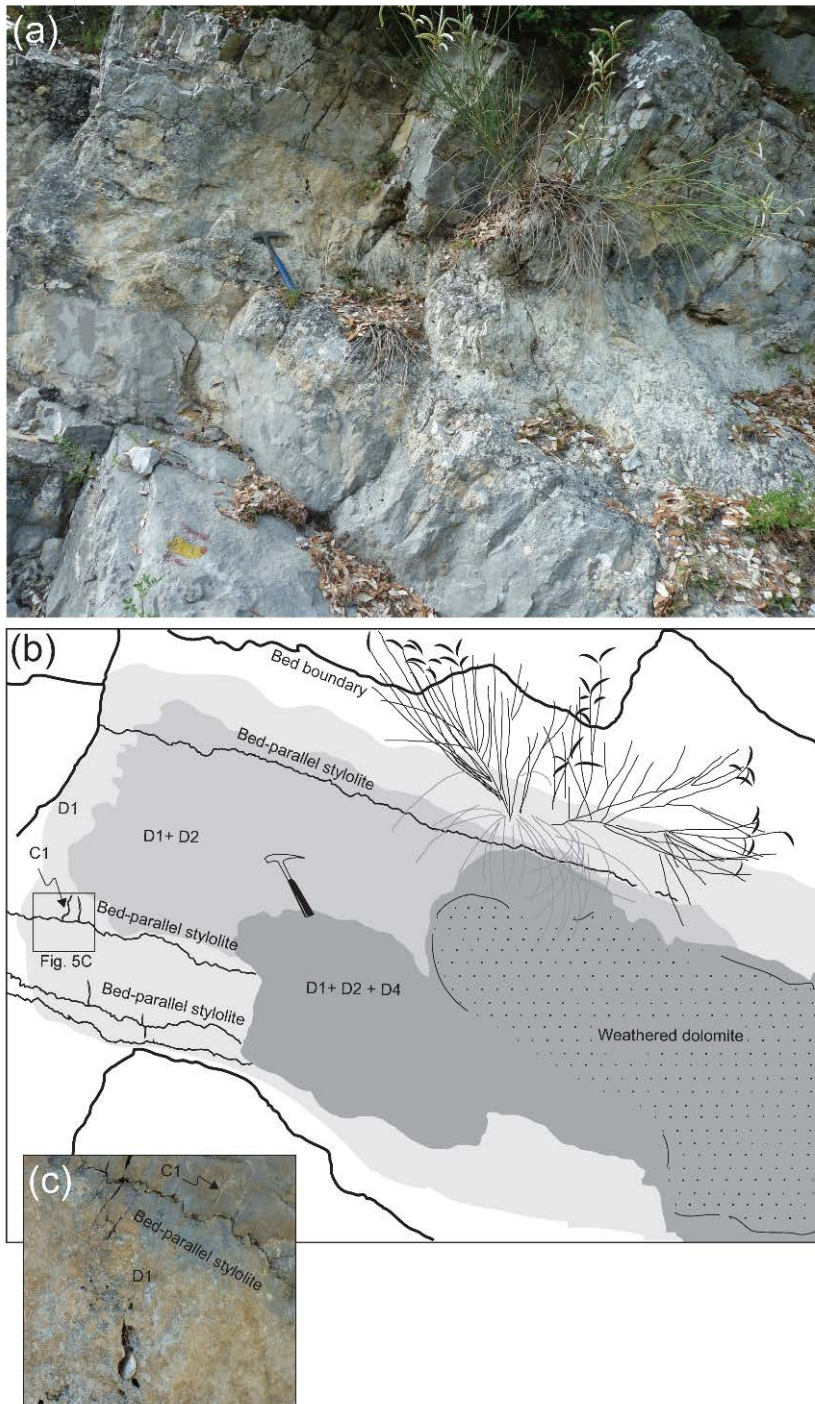 (a)
(b)
Bed boundary
Bed-parallel stylolite
D1
D1+ D2
C1
Bed-parallel stylolite
Fig. 5C
Bed-parallel stylolite
D1+ D2 + D4
Weathered dolomite
(c)
C1
Bed-parallel stylolite
D1